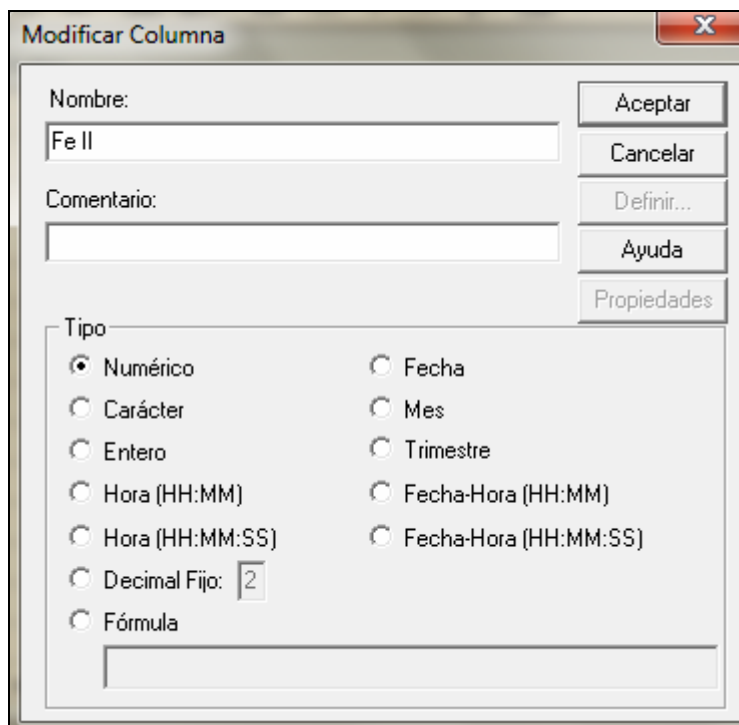 Modificar Columna
Nombre:
Aceptar
Fe II
Cancelar
Comentario:
Definir...
Ayuda
Propiedades
Tipo
Numérico
Fecha
Carácter
Mes
Entero
Trimestre
Hora (HH:MM)
Fecha-Hora (HH:MM)
Hora (HH:MM:SS)
Fecha-Hora (HH:MM:SS)
Decimal Fijo: 2
Fórmula